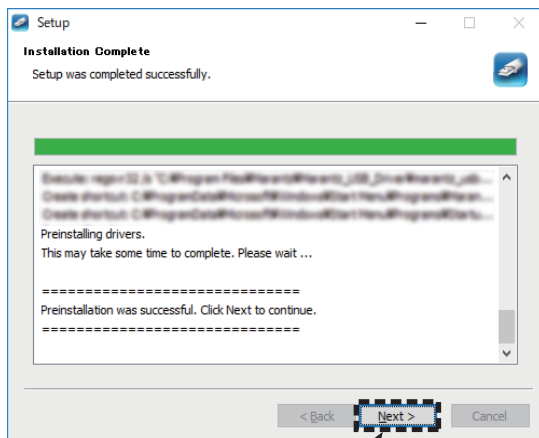 Setup
Installation Complete
Setup was completed successfully.
Preinstalling drivers.
This may take some time to complete. Please wait ...
==============================
Preinstallation was successful. Click Next to continue.
==============================
< Back
Next >
Cancel